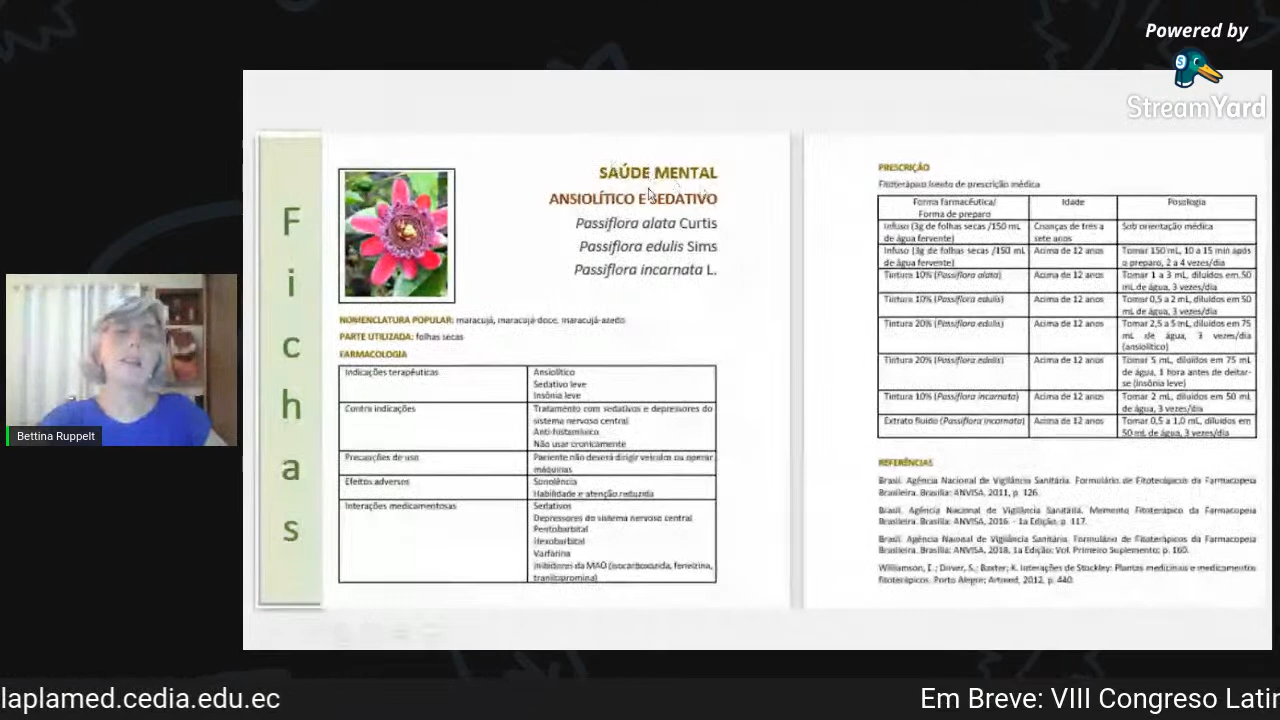 Powered by
StreamYard
Fichas
SAÚDE MENTAL
ANSIOLÍTICO E SEDATIVO
Passiflora alata Curtis
Passiflora edulis Sims
Passiflora incarnata L.
NOMENCLATURA POPULAR: maracujá, maracujá-doce, maracujá-azedo
PARTE UTILIZADA: folhas secas
FARMACOLOGIA
Indicações terapêuticas
Ansiolítico
Sedativo leve
Insônia leve
Contra indicações
Tratamento com sedativos e depressores do
sistema nervoso central
Anti-histamínico
Não usar cronicamente
Precauções de uso
Paciente não deverá dirigir veículos ou operar
máquinas
Efeitos adversos
Sonolência
Habilidade e atenção reduzida
Interações medicamentosas
Sedativos
Depressores do sistema nervoso central
Pentobarbital
Hexobarbital
Varfarina
Inibidores da MAO (isocarboxazida, fenelzina,
tranilcipromina)
PRESCRIÇÃO
Fitoterápico isento de prescrição médica
Forma farmacêutica/
Forma de preparo
Idade
Posologia
Infuso (3g de folhas secas /150 mL
de água fervente)
Crianças de três a
sete anos
Sob orientação médica
Infuso (3g de folhas secas /150 mL
de água fervente)
Acima de 12 anos
Tomar 150 mL, 10 a 15 min após
o preparo, 2 a 4 vezes/dia
Tintura 10% (Passiflora alata)
Acima de 12 anos
Tomar 1 a 3 mL, diluídos em 50
mL de água, 3 vezes/dia
Tintura 10% (Passiflora edulis)
Acima de 12 anos
Tomar 0,5 a 2 mL, diluídos em 50
mL de água, 3 vezes/dia
Tintura 20% (Passiflora edulis)
Acima de 12 anos
Tomar 2,5 a 5 mL, diluídos em 75
mL de água, 3 vezes/dia
(ansiolítico)
Tintura 20% (Passiflora edulis)
Acima de 12 anos
Tomar 5 mL, diluídos em 75 mL
de água, 1 hora antes de deitar-
se (insônia leve)
Tintura 10% (Passiflora incarnata)
Acima de 12 anos
Tomar 2 mL, diluídos em 50 mL
de água, 3 vezes/dia
Extrato fluido (Passiflora incarnata)
Acima de 12 anos
Tomar 0,5 a 1,0 mL, diluídos em
50 mL de água, 3 vezes/dia
REFERÊNCIAS
Brasil. Agência Nacional de Vigilância Sanitária. Formulário de Fitoterápicos da Farmacopeia
Brasileira. Brasília: ANVISA, 2011, p. 126.
Brasil. Agência Nacional de Vigilância Sanitária. Memento Fitoterápico da Farmacopeia
Brasileira. Brasília: ANVISA, 2016. - 1a Edição. p. 117.
Brasil. Agência Nacional de Vigilância Sanitária. Formulário de Fitoterápicos da Farmacopeia
Brasileira. Brasília: ANVISA, 2018, 1a Edição; Vol. Primeiro Suplemento; p. 160.
Williamson, E.; Driver, S.; Baxter, K. Interações de Stockley: Plantas medicinais e medicamentos
fitoterápicos. Porto Alegre; Artmed, 2012, p. 440.
Bettina Ruppelt
laplamed.cedia.edu.ec
Em Breve: VIII Congreso Latin